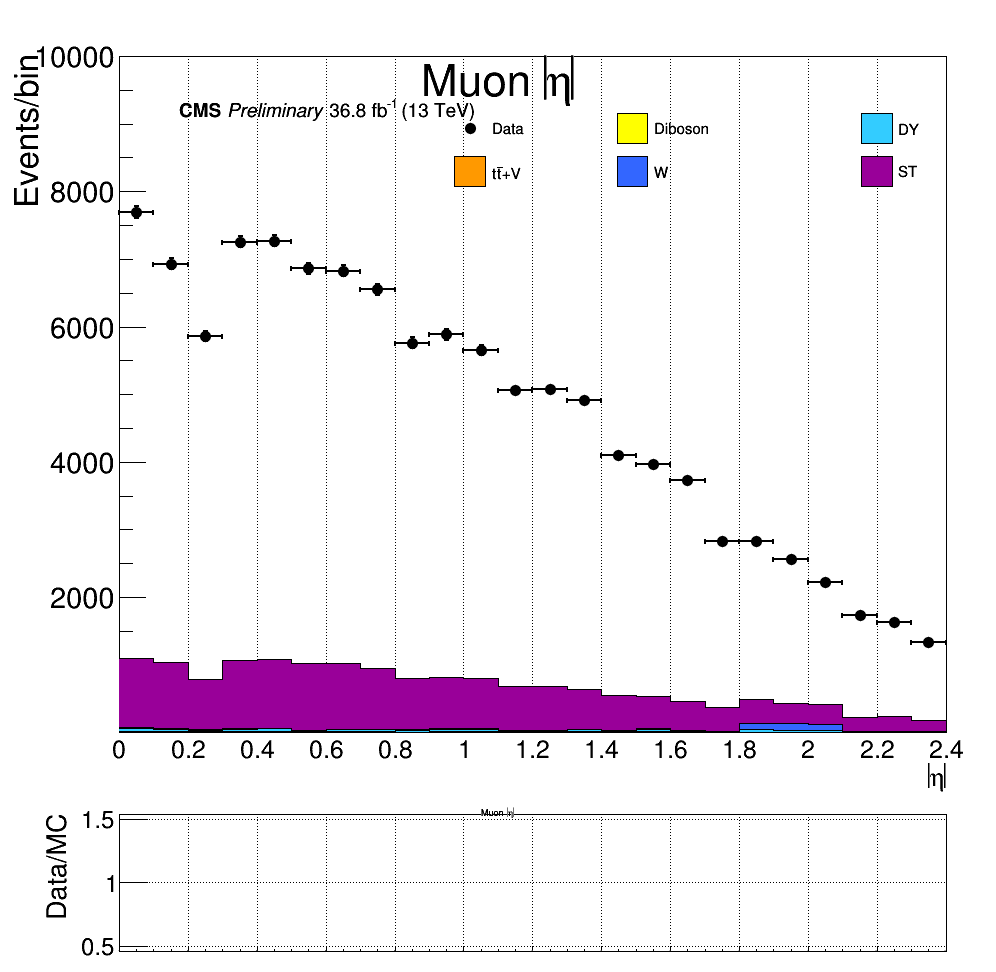 Muon |η|
CMS Preliminary 36.8 fb⁻¹ (13 TeV)
Data
Diboson
DY
tt̄+V
W
ST
Events/bin
10000
8000
6000
4000
2000
0 0.2 0.4 0.6 0.8 1 1.2 1.4 1.6 1.8 2 2.2 2.4
|η|
Muon |η|
Data/MC
1.5
1
0.5